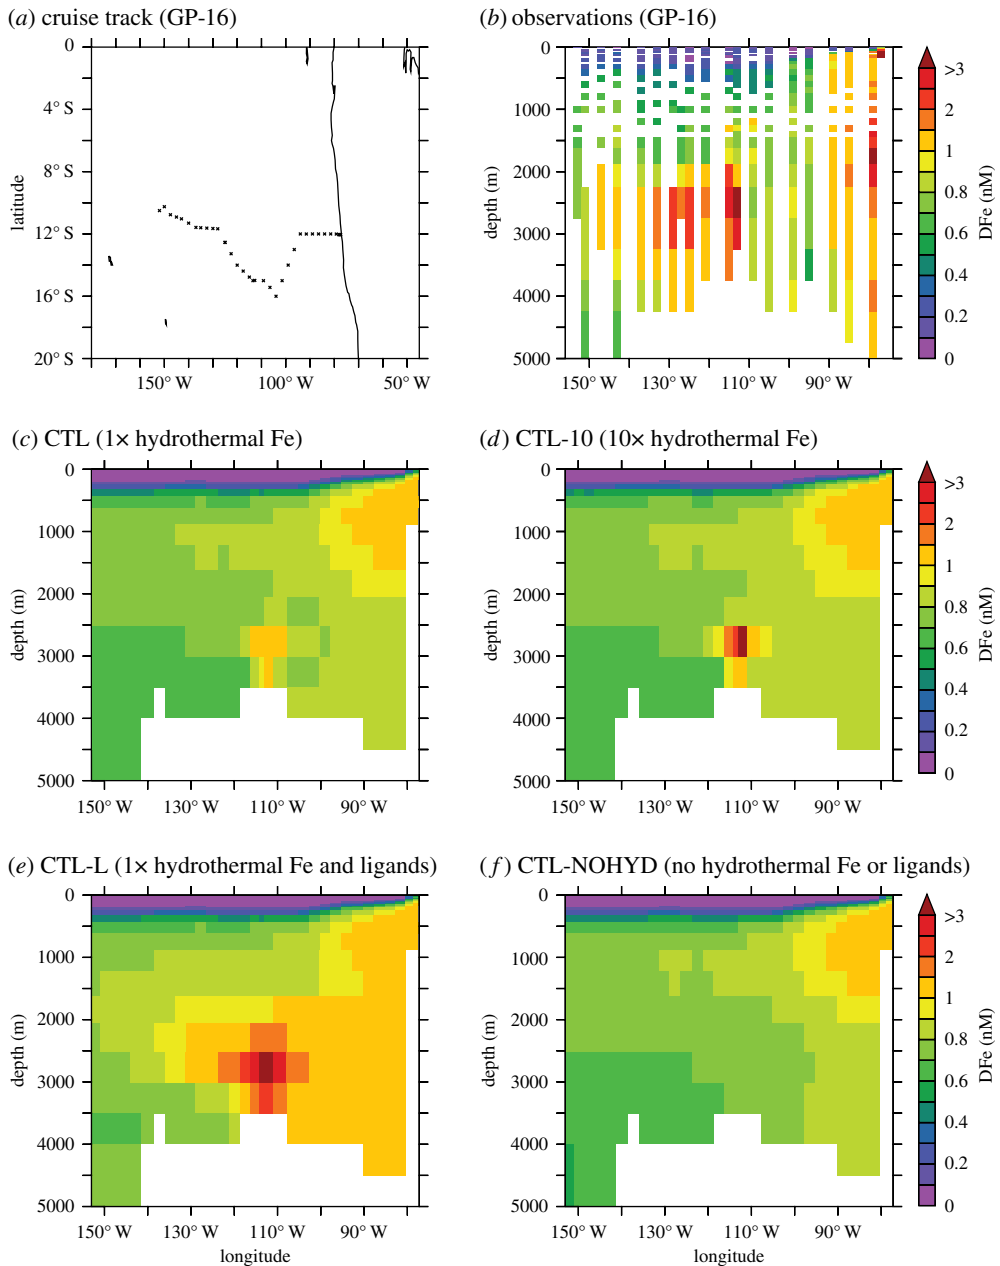 (a) cruise track (GP-16)
(b) observations (GP-16)
0
4° S
8° S
12° S
16° S
20° S
latitude
150° W
100° W
50° W
0
1000
2000
3000
4000
5000
depth (m)
150° W
130° W
110° W
90° W
>3
2
1
0.8
0.6
0.4
0.2
0
DFe (nM)
(c) CTL (1× hydrothermal Fe)
(d) CTL-10 (10× hydrothermal Fe)
0
1000
2000
3000
4000
5000
depth (m)
150° W
130° W
110° W
90° W
0
1000
2000
3000
4000
5000
depth (m)
150° W
130° W
110° W
90° W
>3
2
1
0.8
0.6
0.4
0.2
0
DFe (nM)
(e) CTL-L (1× hydrothermal Fe and ligands)
(f) CTL-NOHYD (no hydrothermal Fe or ligands)
0
1000
2000
3000
4000
5000
depth (m)
150° W
130° W
110° W
90° W
longitude
0
1000
2000
3000
4000
5000
depth (m)
150° W
130° W
110° W
90° W
longitude
>3
2
1
0.8
0.6
0.4
0.2
0
DFe (nM)